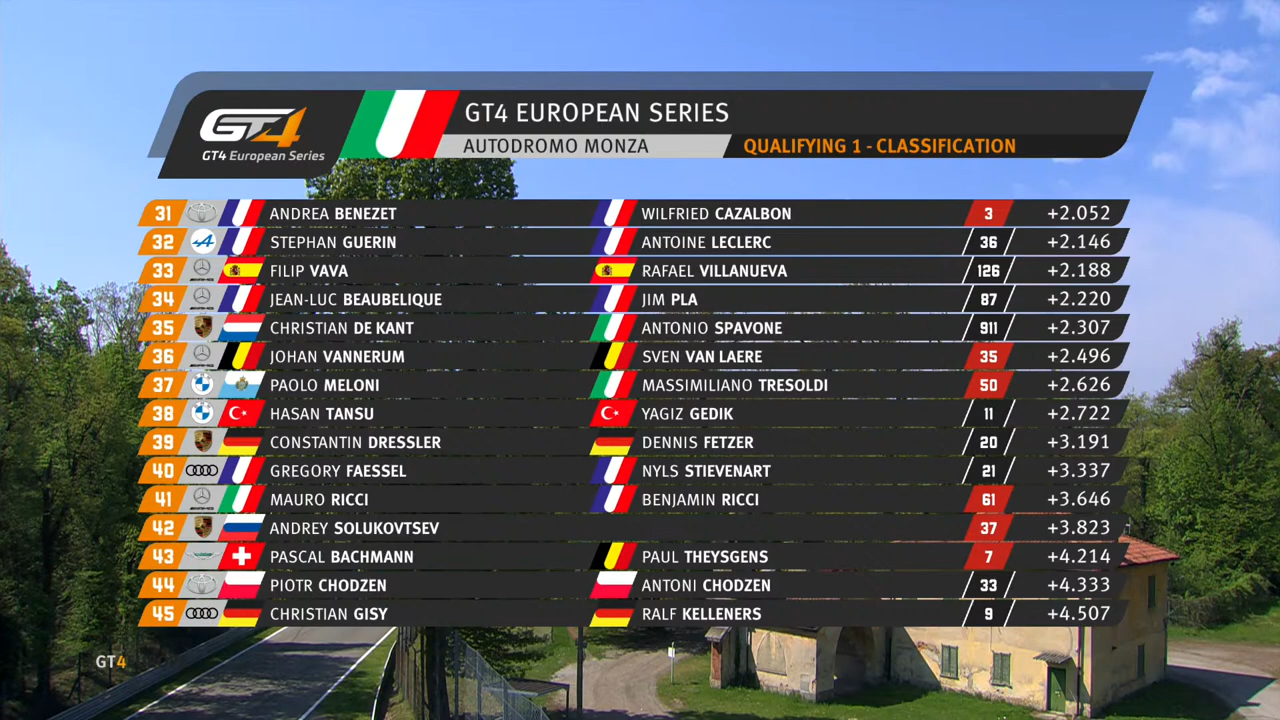 GT4 EUROPEAN SERIES
GT4 European Series
AUTODROMO MONZA QUALIFYING 1 - CLASSIFICATION
31 ANDREA BENEZET WILFRIED CAZALBON 3 +2.052
32 STEPHAN GUERIN ANTOINE LECLERC 36 +2.146
33 FILIP VAVA RAFAEL VILLANUEVA 126 +2.188
34 JEAN-LUC BEAUBELIQUE JIM PLA 87 +2.220
35 CHRISTIAN DE KANT ANTONIO SPAVONE 911 +2.307
36 JOHAN VANNERUM SVEN VAN LAERE 35 +2.496
37 PAOLO MELONI MASSIMILIANO TRESOLDI 50 +2.626
38 HASAN TANSU YAGIZ GEDIK 11 +2.722
39 CONSTANTIN DRESSLER DENNIS FETZER 20 +3.191
40 GREGORY FAESSEL NYLS STIEVENART 21 +3.337
41 MAURO RICCI BENJAMIN RICCI 61 +3.646
42 ANDREY SOLUKOVTSEV 37 +3.823
43 PASCAL BACHMANN PAUL THEYSGENS 7 +4.214
44 PIOTR CHODZEN ANTONI CHODZEN 33 +4.333
45 CHRISTIAN GISY RALF KELLENERS 9 +4.507
GT4